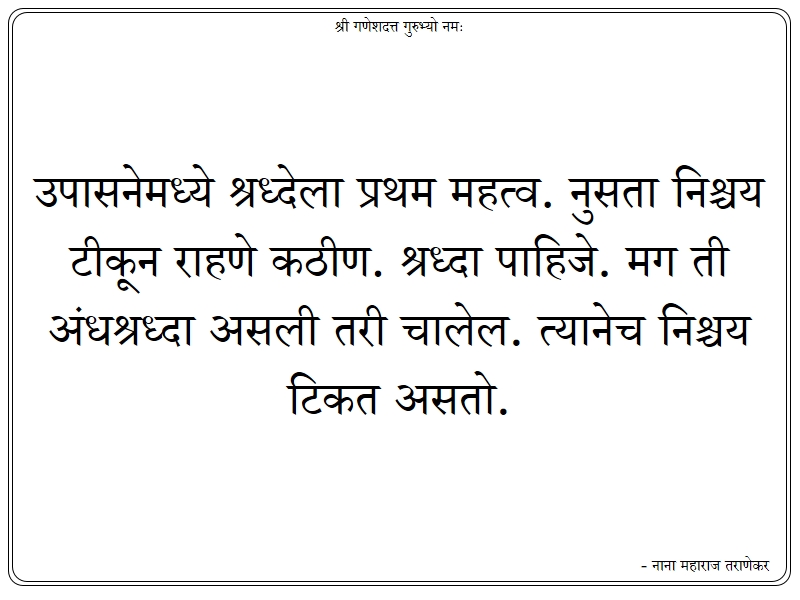 श्री गणेशदत्त गुरुभ्यो नमः
उपासनेमध्ये श्रध्देला प्रथम महत्व. नुसता निश्चय
टीकून राहणे कठीण. श्रध्दा पाहिजे. मग ती
अंधश्रध्दा असली तरी चालेल. त्यानेच निश्चय
टिकत असतो.
- नाना महाराज तराणेकर